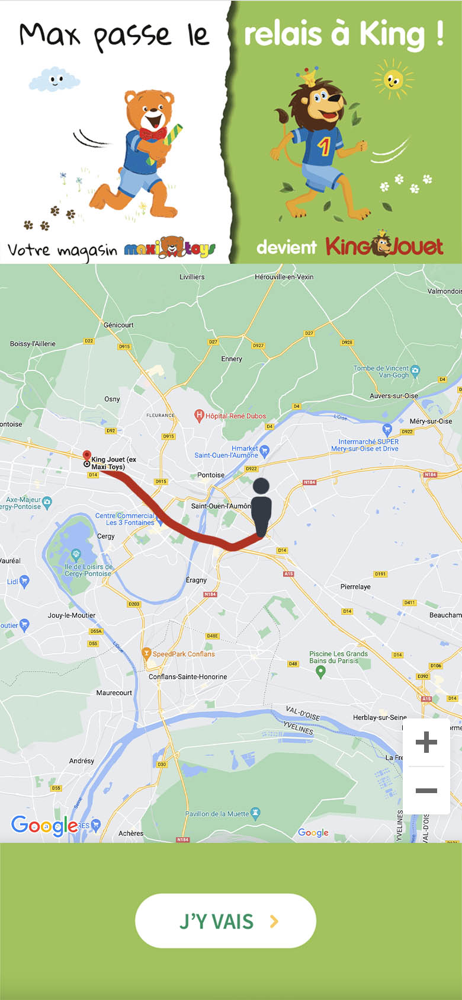 Max passe le relais à King !
1
Votre magasin maxi toys devient King Jouet
Livilliers
Hérouville-en-Vexin
Valmondois
Génicourt
Boissy-l'Aillerie
D22
D915
D27
D927
D27
D928
Ennery
Tombe de Vincent
Van-Gogh
D4
Osny
Auvers-sur-Oise
FLEURANCE
Hôpital René Dubos
D4
L'Oise
Méry-sur-Oise
ontoise
D92
D915
D4
D922
Intermarché SUPER
Mery-sur-Oise et Drive
Hmarket
Saint-Ouen-l'Aumône
King Jouet (ex
Maxi Toys)
D14
D922
N184
N184
Pontoise
D915
Axe-Majeur
ergy-Pontoise
Saint-Ouen-l'Aumôn
Centre Commercial
Les 3 Fontaines
Cergy
D14
Vauréal
Ile de Loisirs de
Cergy-Pontoise
A15
D191
Lidl
Éragny
Pierrelaye
N184
D203
D411
D14
Jouy-le-Moutier
Beaucham
outier
D55A
D55
D48E
L'Oise
SpeedPark Conflans
Piscine Les Grands
Bains du Parisis
D14
D48
D106
D392
Conflans-Sainte-Honorine
Maurecourt
A15
D14
VAL-D'OISE
YVELINES
Herblay-sur-Seine
orme
La Fre
Andrésy
D30
D55
Seine
Pavillon de la Muette
YVELINES
VAL-D'OIS
Google
RES
Google
Achères
N184
J'Y VAIS